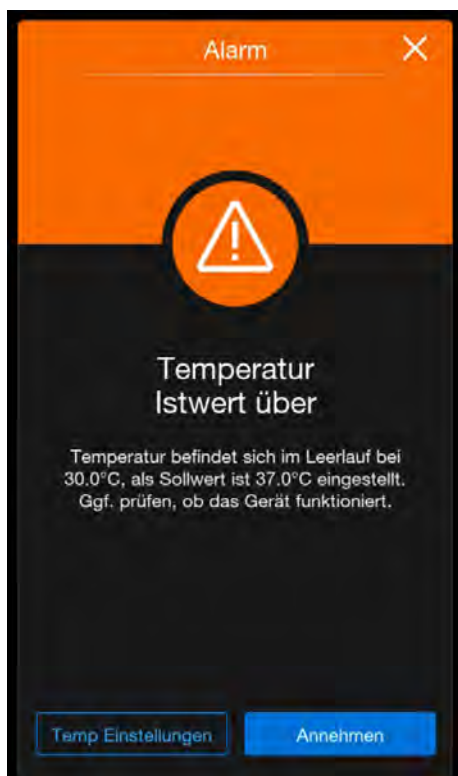 Alarm
Temperatur
Istwert über
Temperatur befindet sich im Leerlauf bei
30.0°C, als Sollwert ist 37.0°C eingestellt.
Ggf. prüfen, ob das Gerät funktioniert.
Temp Einstellungen
Annehmen